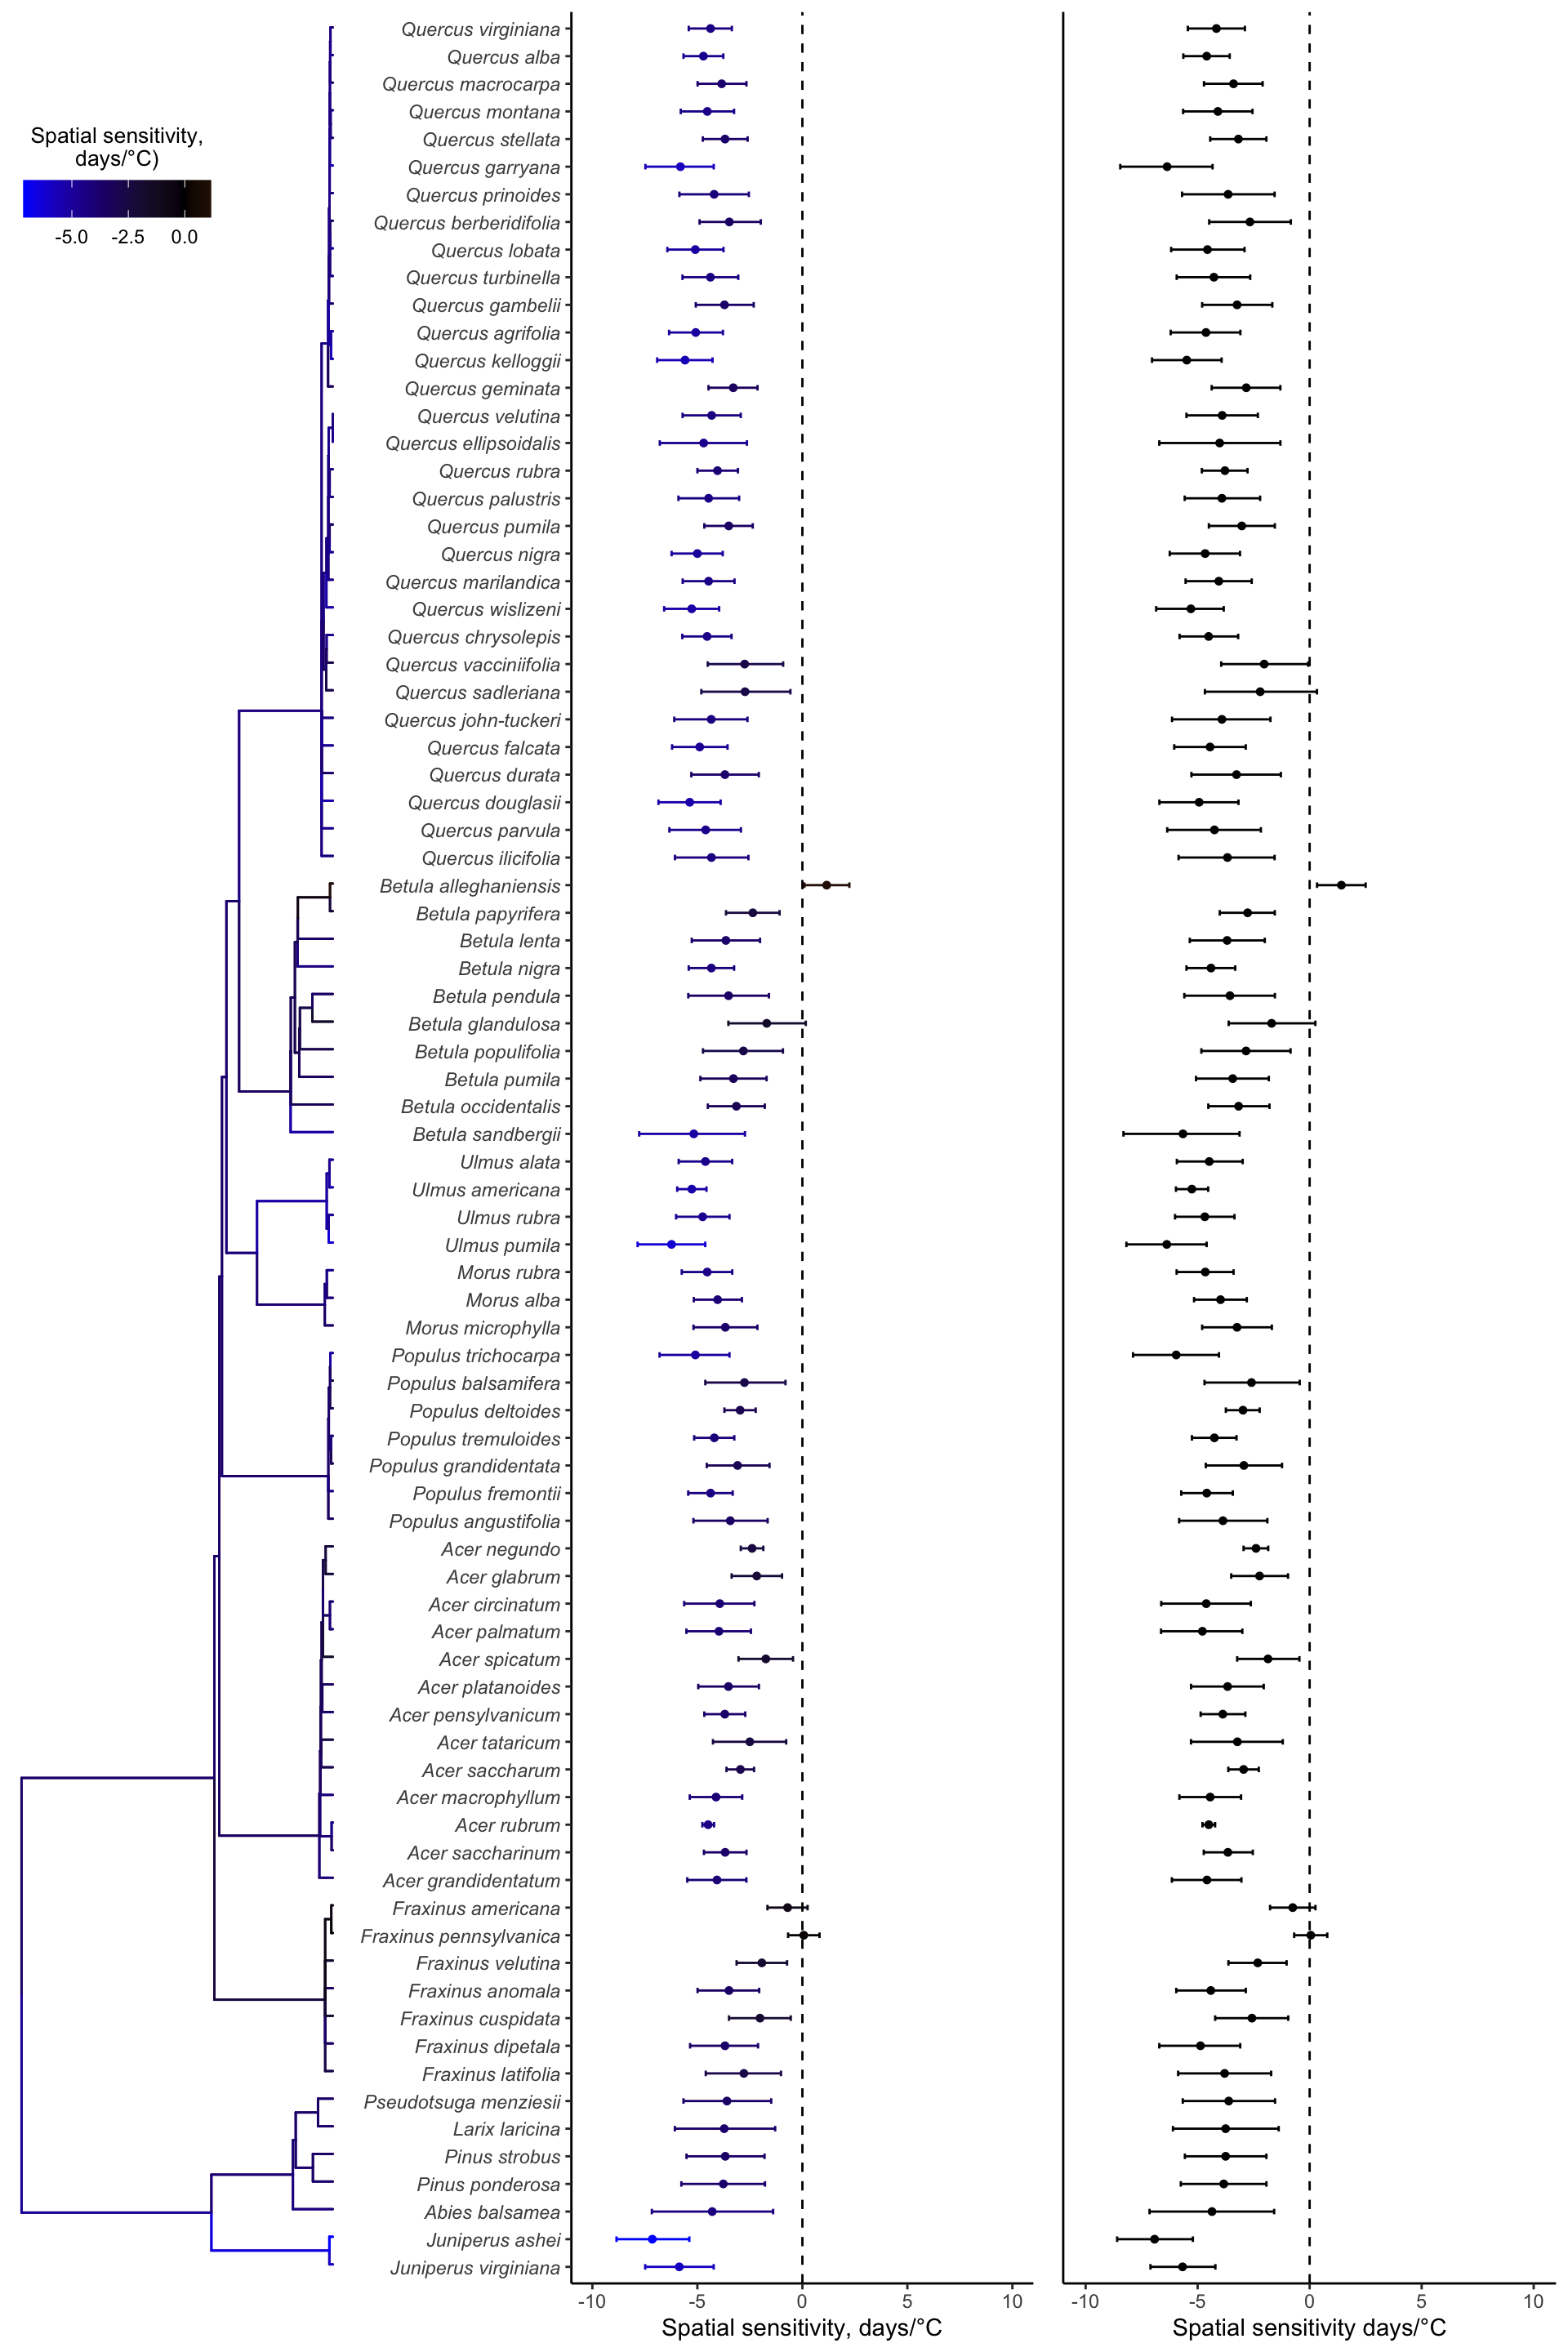 Spatial sensitivity,
days/°C)
-5.0 -2.5 0.0
Quercus virginiana
Quercus alba
Quercus macrocarpa
Quercus montana
Quercus stellata
Quercus garryana
Quercus prinoides
Quercus berberidifolia
Quercus lobata
Quercus turbinella
Quercus gambelii
Quercus agrifolia
Quercus kelloggii
Quercus geminata
Quercus velutina
Quercus ellipsoidalis
Quercus rubra
Quercus palustris
Quercus pumila
Quercus nigra
Quercus marilandica
Quercus wislizeni
Quercus chrysolepis
Quercus vacciniifolia
Quercus sadleriana
Quercus john-tuckeri
Quercus falcata
Quercus durata
Quercus douglasii
Quercus parvula
Quercus ilicifolia
Betula alleghaniensis
Betula papyrifera
Betula lenta
Betula nigra
Betula pendula
Betula glandulosa
Betula populifolia
Betula pumila
Betula occidentalis
Betula sandbergii
Ulmus alata
Ulmus americana
Ulmus rubra
Ulmus pumila
Morus rubra
Morus alba
Morus microphylla
Populus trichocarpa
Populus balsamifera
Populus deltoides
Populus tremuloides
Populus grandidentata
Populus fremontii
Populus angustifolia
Acer negundo
Acer glabrum
Acer circinatum
Acer palmatum
Acer spicatum
Acer platanoides
Acer pensylvanicum
Acer tataricum
Acer saccharum
Acer macrophyllum
Acer rubrum
Acer saccharinum
Acer grandidentatum
Fraxinus americana
Fraxinus pennsylvanica
Fraxinus velutina
Fraxinus anomala
Fraxinus cuspidata
Fraxinus dipetala
Fraxinus latifolia
Pseudotsuga menziesii
Larix laricina
Pinus strobus
Pinus ponderosa
Abies balsamea
Juniperus ashei
Juniperus virginiana
-10 -5 0 5 10 -10 -5 0 5 10
Spatial sensitivity, days/°C Spatial sensitivity days/°C